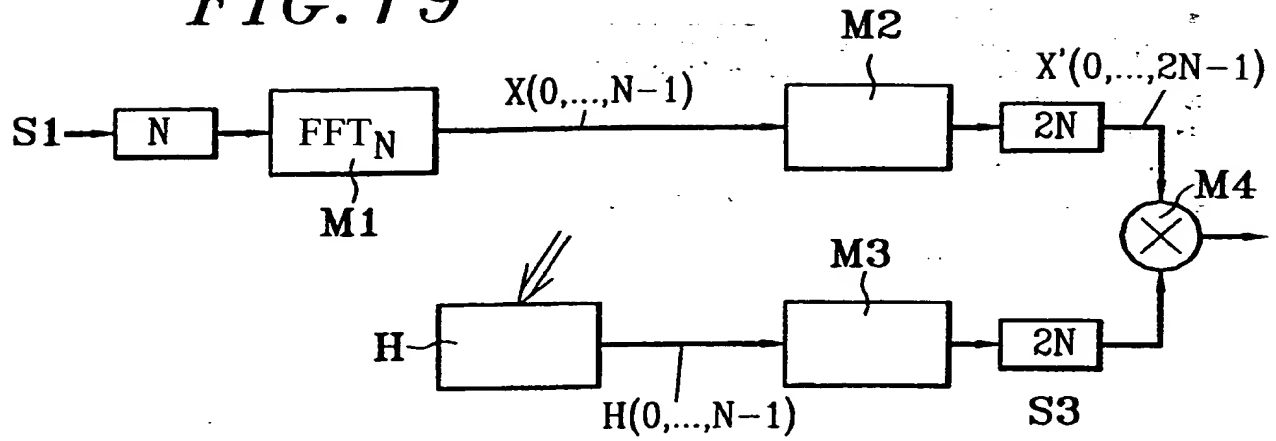 FIG. 19
M2
X(0,...,N-1)
X'(0,...,2N-1)
S1
N
FFT_N
2N
M1
M4
M3
H
2N
H(0,...,N-1)
S3